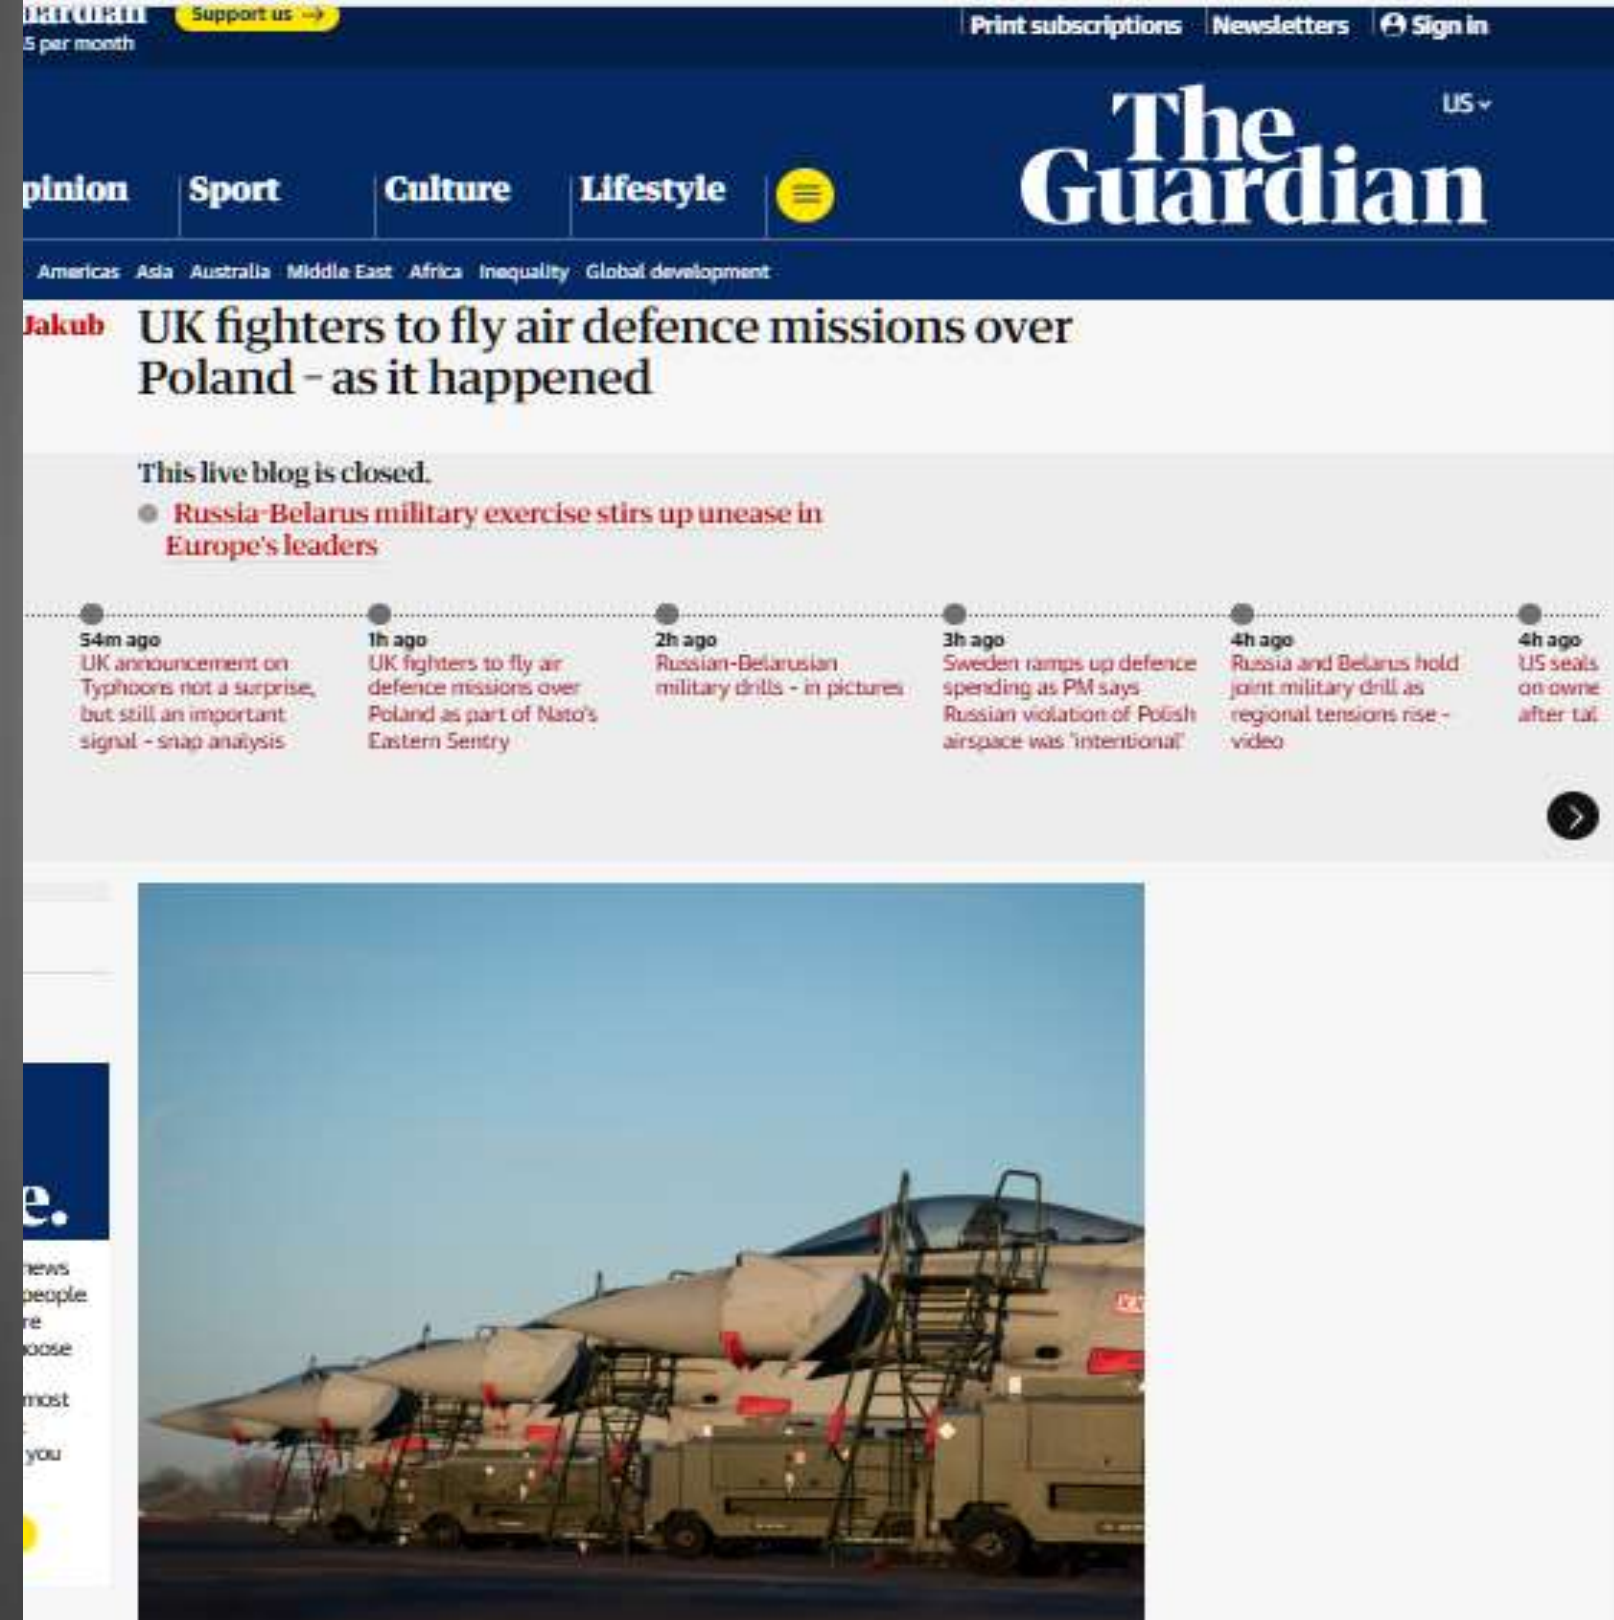 Support us →
5 per month
Print subscriptions Newsletters Sign in
The
Guardian
US
pinion Sport Culture Lifestyle
Americas Asia Australia Middle East Africa Inequality Global development
Jakub
UK fighters to fly air defence missions over
Poland – as it happened
This live blog is closed.
Russia-Belarus military exercise stirs up unease in
Europe's leaders
54m ago
UK announcement on
Typhoons not a surprise,
but still an important
signal – snap analysis
1h ago
UK fighters to fly air
defence missions over
Poland as part of Nato's
Eastern Sentry
2h ago
Russian-Belarusian
military drills – in pictures
3h ago
Sweden ramps up defence
spending as PM says
Russian violation of Polish
airspace was 'intentional'
4h ago
Russia and Belarus hold
joint military drill as
regional tensions rise –
video
4h ago
US seals
on owne
after tal
e.
news
people
re
oose
most
you